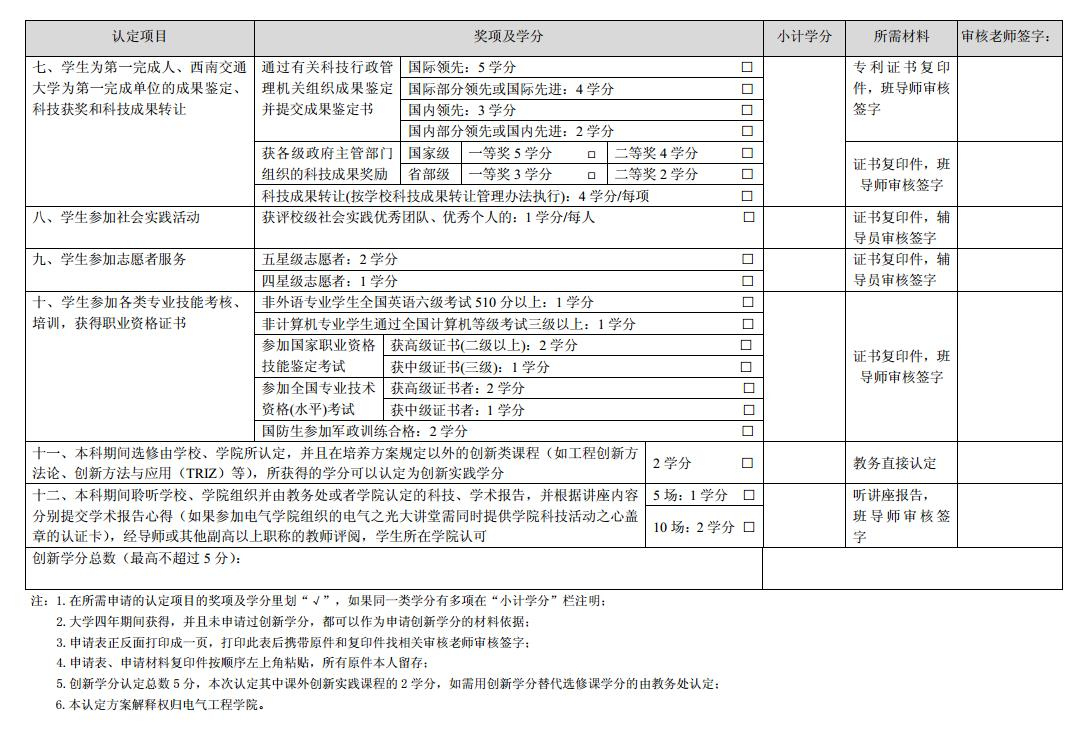 认定项目 奖项及学分 小计学分 所需材料 审核老师签字：
七、学生为第一完成人、西南交通
大学为第一完成单位的成果鉴定、
科技获奖和科技成果转让
通过有关科技行政管
理机关组织成果鉴定
并提交成果鉴定书
国际领先：5 学分 □
国际部分领先或国际先进：4 学分 □
国内领先：3 学分 □
国内部分领先或国内先进：2 学分 □
专利证书复印
件，班导师审核
签字
获各级政府主管部门
组织的科技成果奖励
国家级 一等奖 5 学分 □ 二等奖 4 学分 □
省部级 一等奖 3 学分 □ 二等奖 2 学分 □
科技成果转让(按学校科技成果转让管理办法执行)：4 学分/每项 □
证书复印件，班
导师审核签字
八、学生参加社会实践活动 获评校级社会实践优秀团队、优秀个人的：1 学分/每人 □
证书复印件，辅
导员审核签字
九、学生参加志愿者服务
五星级志愿者：2 学分 □
四星级志愿者：1 学分 □
证书复印件，辅
导员审核签字
十、学生参加各类专业技能考核、
培训，获得职业资格证书
非外语专业学生全国英语六级考试 510 分以上：1 学分 □
非计算机专业学生通过全国计算机等级考试三级以上：1 学分 □
参加国家职业资格
技能鉴定考试
获高级证书(二级以上)：2 学分 □
获中级证书(三级)：1 学分 □
参加全国专业技术
资格(水平)考试
获高级证书者：2 学分 □
获中级证书者：1 学分 □
国防生参加军政训练合格：2 学分 □
证书复印件，班
导师审核签字
十一、本科期间选修由学校、学院所认定，并且在培养方案规定以外的创新类课程（如工程创新方
法论、创新方法与应用（TRIZ）等），所获得的学分可以认定为创新实践学分
2 学分 □
教务直接认定
十二、本科期间聆听学校、学院组织并由教务处或者学院认定的科技、学术报告，并根据讲座内容
分别提交学术报告心得（如果参加电气学院组织的电气之光大讲堂需同时提供学院科技活动之心盖
章的认证卡），经导师或其他副高以上职称的教师评阅，学生所在学院认可
5 场：1 学分 □
10 场：2 学分 □
听讲座报告，
班导师审核签
字
创新学分总数（最高不超过 5 分）：
注：1.在所需申请的认定项目的奖项及学分里划“√”，如果同一类学分有多项在“小计学分”栏注明；
2.大学四年期间获得，并且未申请过创新学分，都可以作为申请创新学分的材料依据；
3.申请表正反面打印成一页，打印此表后携带原件和复印件找相关审核老师审核签字；
4.申请表、申请材料复印件按顺序左上角粘贴，所有原件本人留存；
5.创新学分认定总数 5 分，本次认定其中课外创新实践课程的 2 学分，如需用创新学分替代选修课学分的由教务处认定；
6.本认定方案解释权归电气工程学院。